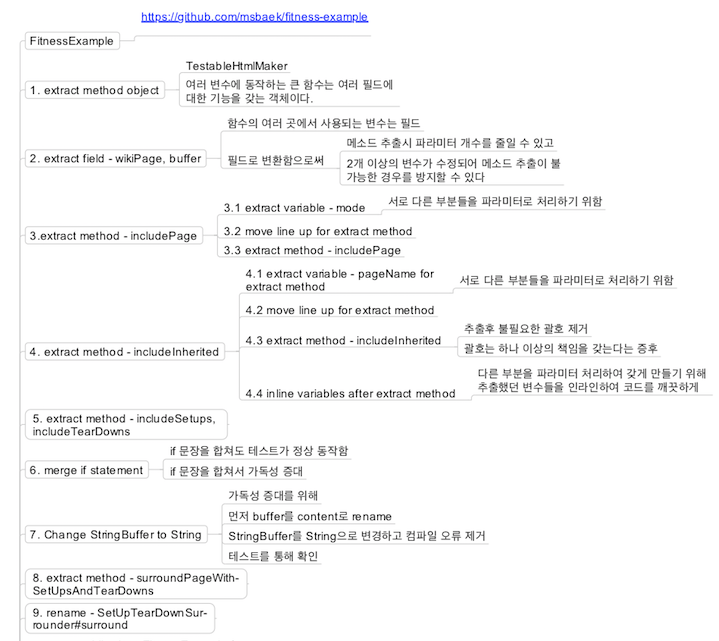 https://github.com/msbaek/fitness-example
FitnessExample
TestableHtmlMaker
1. extract method object
여러 변수에 동작하는 큰 함수는 여러 필드에
대한 기능을 갖는 객체이다.
함수의 여러 곳에서 사용되는 변수는 필드
2. extract field - wikiPage, buffer
필드로 변환함으로써
메소드 추출시 파라미터 개수를 줄일 수 있고
2개 이상의 변수가 수정되어 메소드 추출이 불
가능한 경우를 방지할 수 있다
3.extract method - includePage
3.1 extract variable - mode
서로 다른 부분들을 파라미터로 처리하기 위함
3.2 move line up for extract method
3.3 extract method - includePage
4. extract method - includeInherited
4.1 extract variable - pageName for
extract method
서로 다른 부분들을 파라미터로 처리하기 위함
4.2 move line up for extract method
4.3 extract method - includeInherited
추출후 불필요한 괄호 제거
괄호는 하나 이상의 책임을 갖는다는 증후
4.4 inline variables after extract method
다른 부분을 파라미터 처리하여 갖게 만들기 위해
추출했던 변수들을 인라인하여 코드를 깨끗하게
5. extract method - includeSetups,
includeTearDowns
6. merge if statement
if 문장을 합쳐도 테스트가 정상 동작함
if 문장을 합쳐서 가독성 증대
7. Change StringBuffer to String
가독성 증대를 위해
먼저 buffer를 content로 rename
StringBuffer를 String으로 변경하고 컴파일 오류 제거
테스트를 통해 확인
8. extract method - surroundPageWith-
SetUpsAndTearDowns
9. rename - SetUpTearDownSur-
rounder#surround